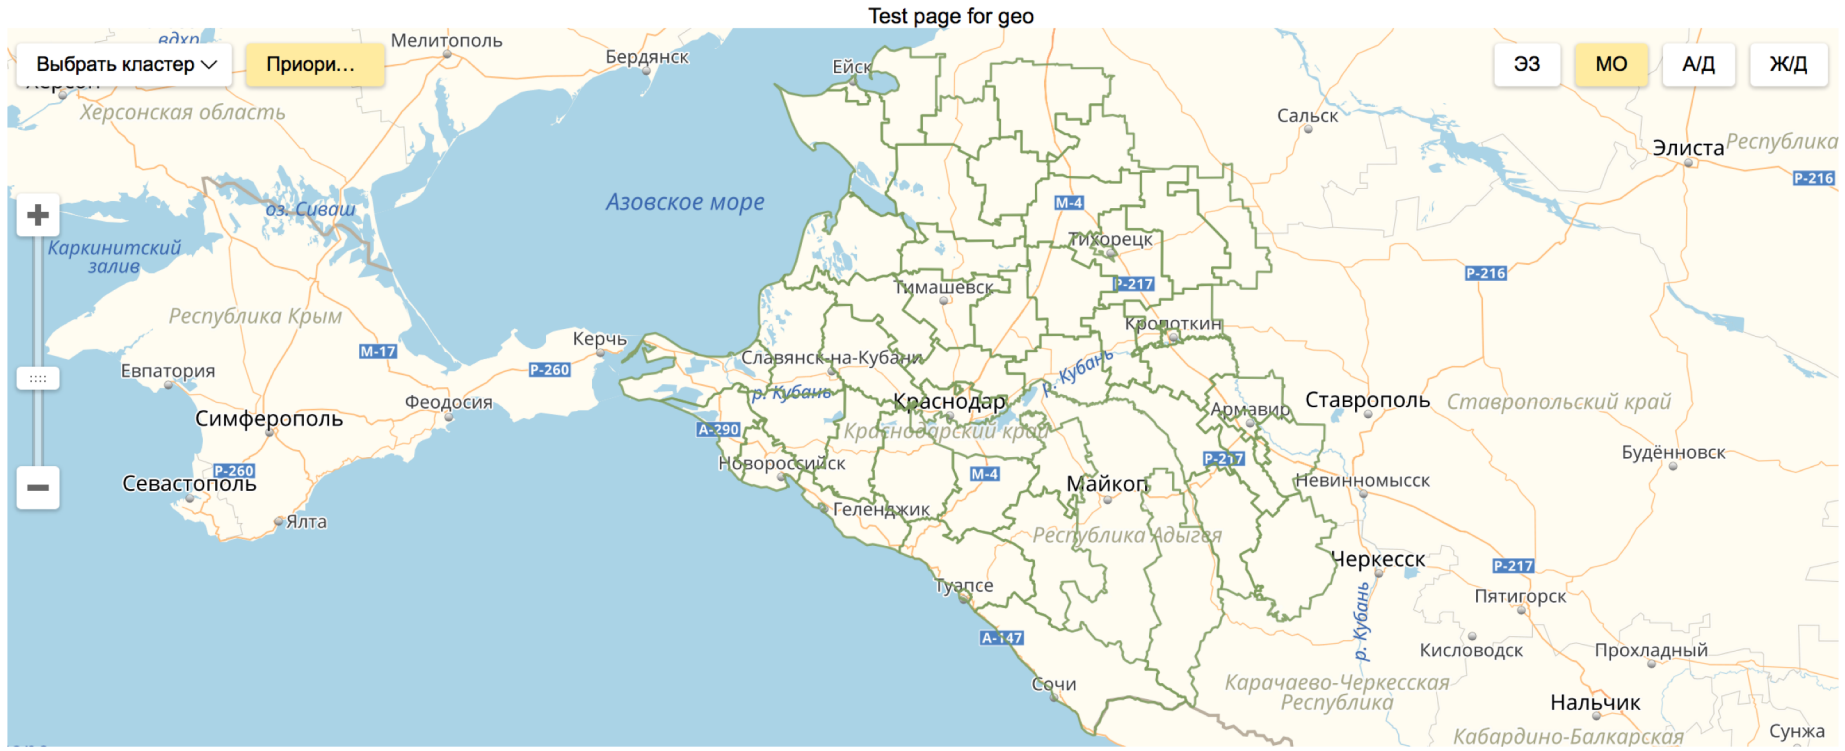 Test page for geo
вдхр
Мелитополь
Бердянск
Ейск
Выбрать кластер
Приори...
ЭЗ
МО
А/Д
Ж/Д
Херсон
Херсонская область
Сальск
Элиста
Республика
Р-216
оз. Сиваш
Азовское море
М-4
Каркинитский
залив
Тихорецк
Р-216
Р-217
Тимашевск
Республика Крым
Кропоткин
Керчь
М-17
Славянск-на-Кубани
р. Кубань
Евпатория
Р-260
р. Кубань
Феодосия
Краснодар
Армавир
Ставрополь
Ставропольский край
Симферополь
А-290
Краснодарский край
Будённовск
Р-260
Новороссийск
М-4
Р-217
Севастополь
Майкоп
Невинномысск
Ялта
Геленджик
Республика Адыгея
Черкесск
Р-217
Туапсе
Пятигорск
р. Кубань
А-147
Кисловодск
Прохладный
Сочи
Карачаево-Черкесская
Республика
Нальчик
Кабардино-Балкарская
Сунжа